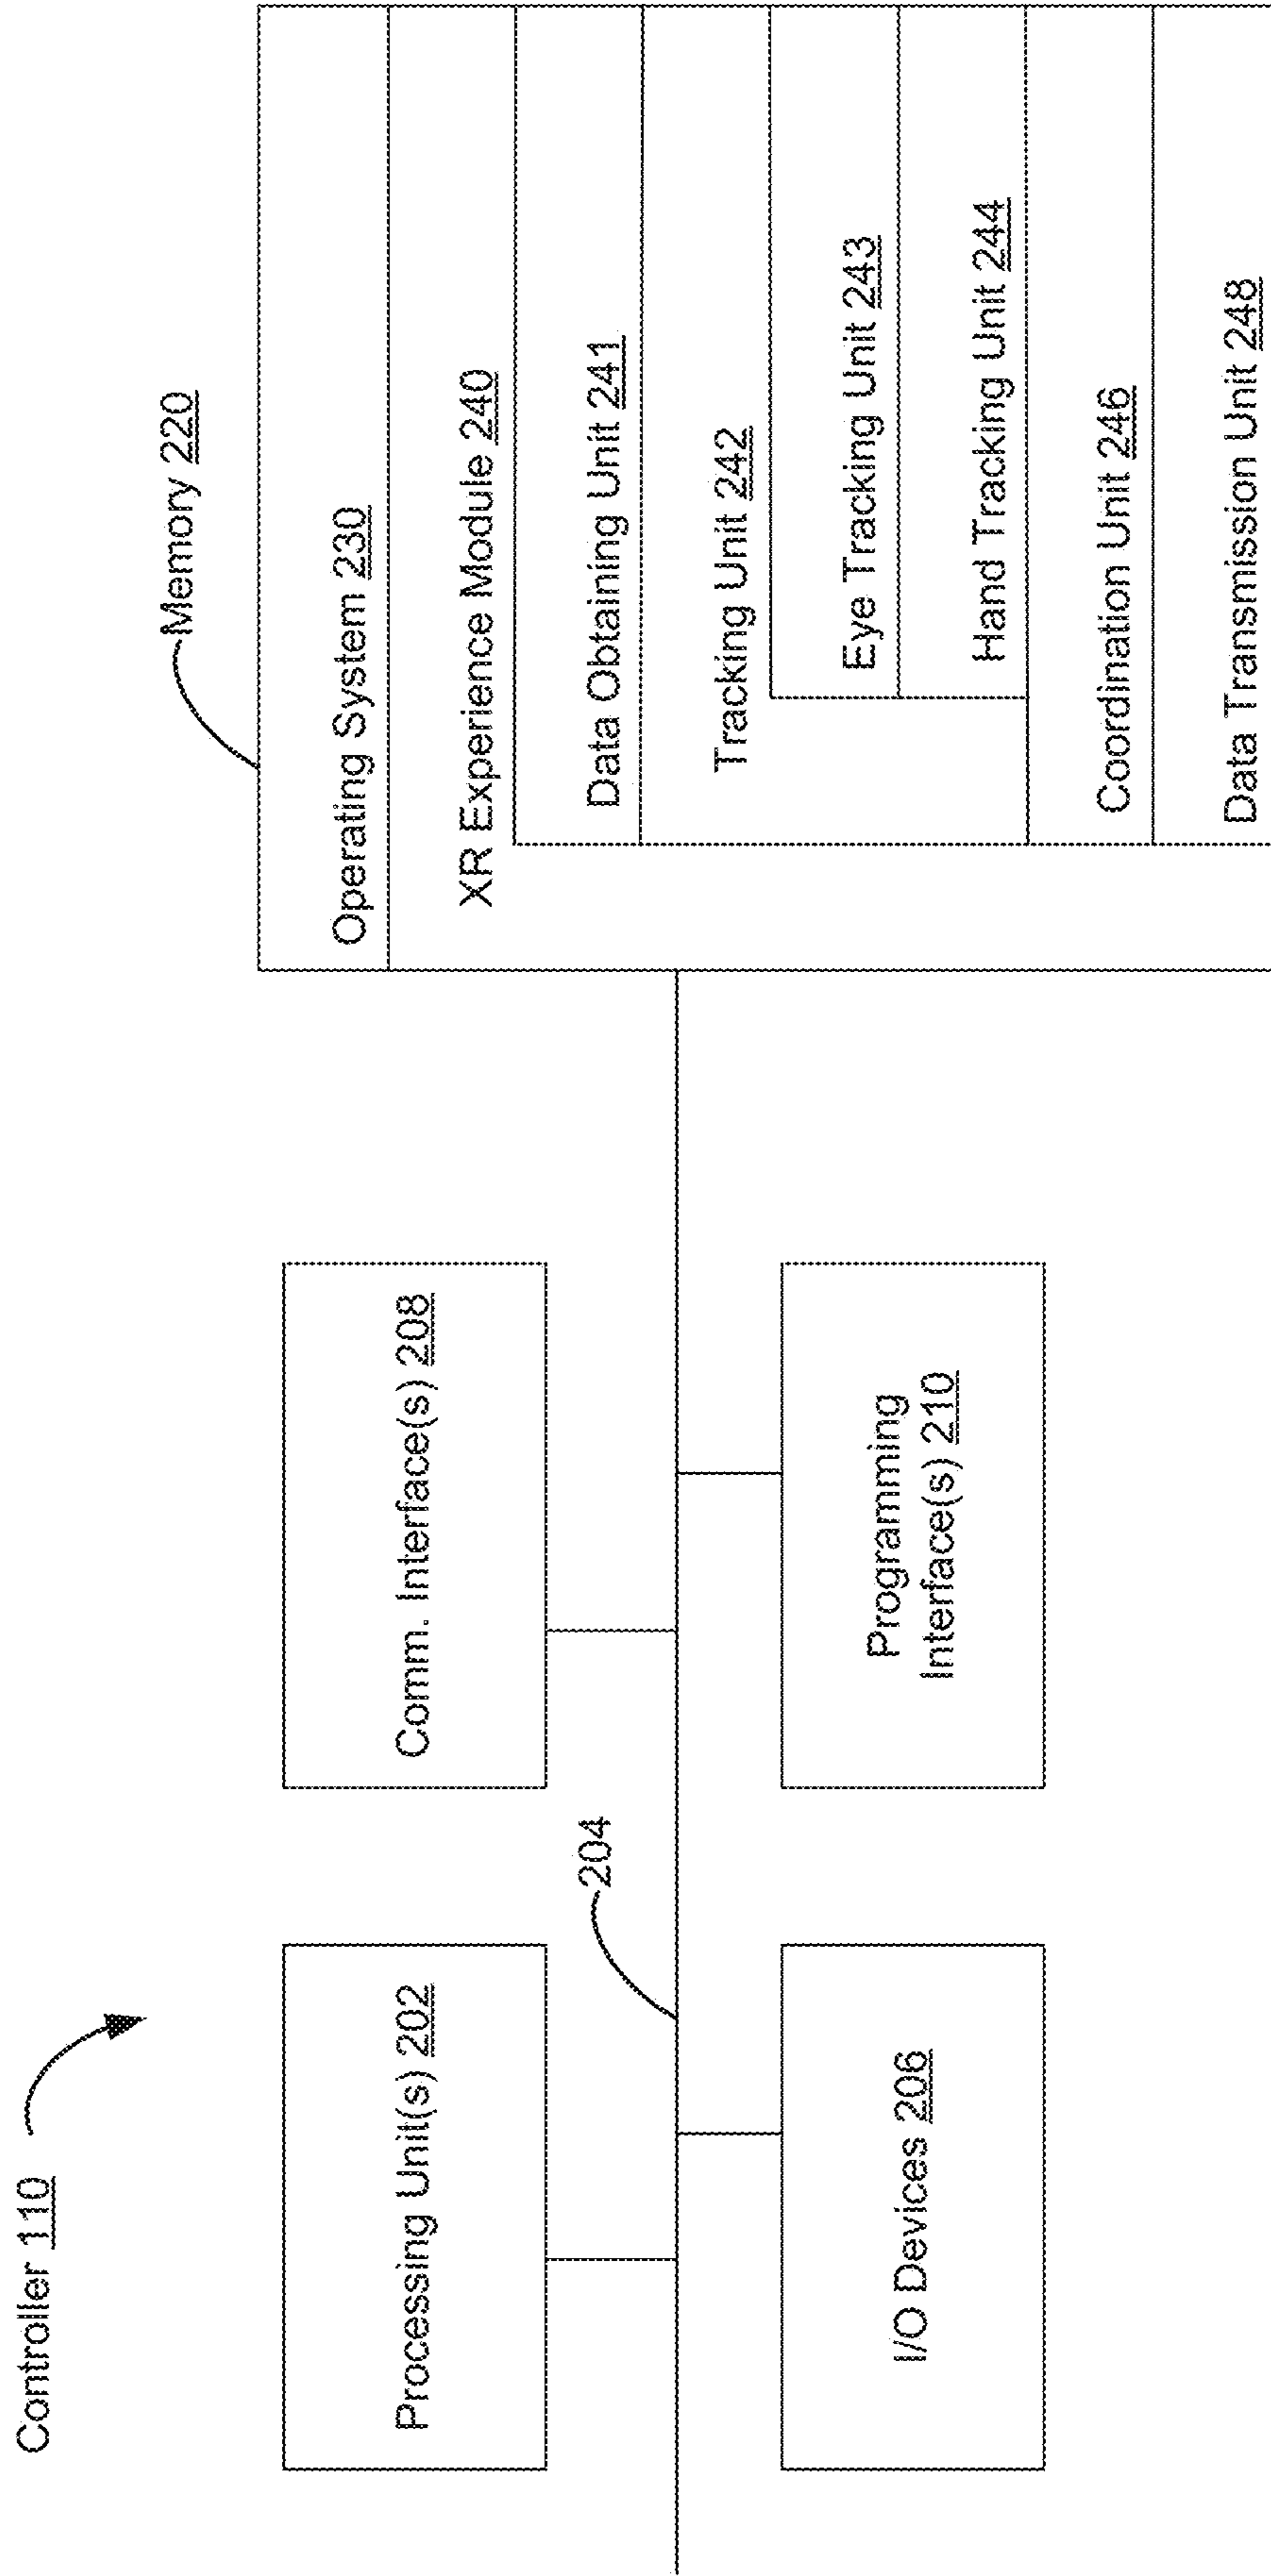 Controller 110
Memory 220
Processing Unit(s) 202
Comm. Interface(s) 208
204
I/O Devices 206
Programming
Interface(s) 210
Operating System 230
XR Experience Module 240
Data Obtaining Unit 241
Tracking Unit 242
Eye Tracking Unit 243
Hand Tracking Unit 244
Coordination Unit 246
Data Transmission Unit 248